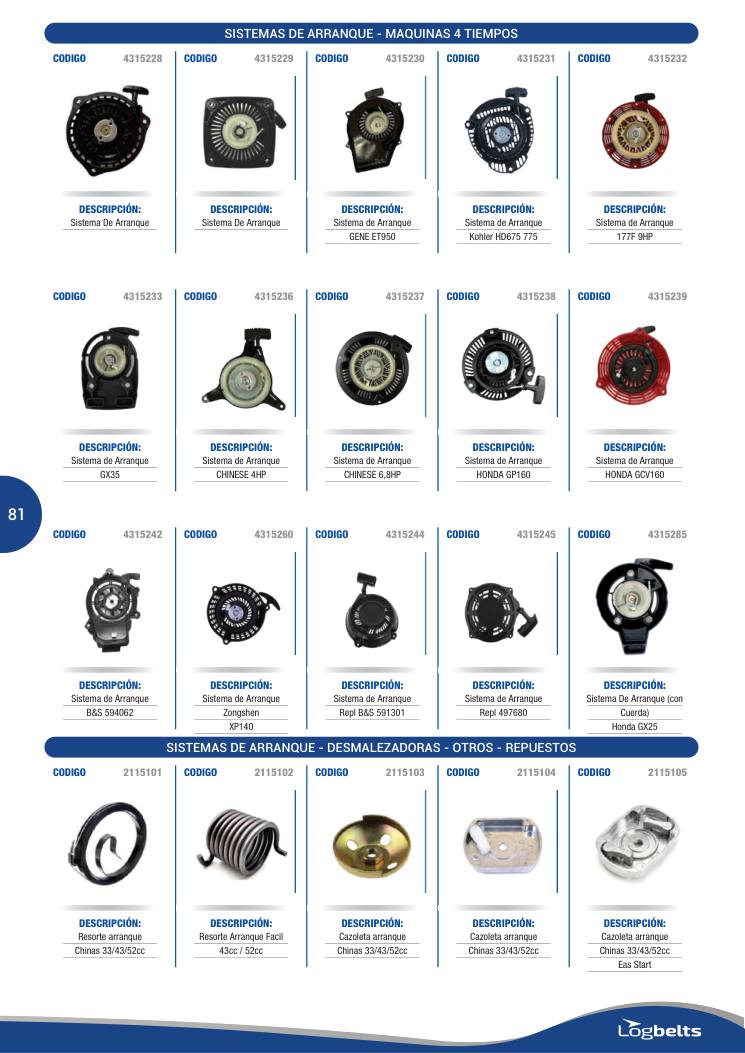 SISTEMAS DE ARRANQUE - MAQUINAS 4 TIEMPOS
CODIGO 4315228
CODIGO 4315229
CODIGO 4315230
CODIGO 4315231
CODIGO 4315232
DESCRIPCIÓN:
Sistema De Arranque
DESCRIPCIÓN:
Sistema De Arranque
DESCRIPCIÓN:
Sistema de Arranque
GENE ET950
DESCRIPCIÓN:
Sistema de Arranque
Kohler HD675 775
DESCRIPCIÓN:
Sistema de Arranque
177F 9HP
CODIGO 4315233
CODIGO 4315236
CODIGO 4315237
CODIGO 4315238
CODIGO 4315239
DESCRIPCIÓN:
Sistema de Arranque
GX35
DESCRIPCIÓN:
Sistema de Arranque
CHINESE 4HP
DESCRIPCIÓN:
Sistema de Arranque
CHINESE 6,8HP
DESCRIPCIÓN:
Sistema de Arranque
HONDA GP160
DESCRIPCIÓN:
Sistema de Arranque
HONDA GCV160
81
CODIGO 4315242
CODIGO 4315260
CODIGO 4315244
CODIGO 4315245
CODIGO 4315285
DESCRIPCIÓN:
Sistema de Arranque
B&S 594062
DESCRIPCIÓN:
Sistema de Arranque
Zongshen
XP140
DESCRIPCIÓN:
Sistema de Arranque
Repl B&S 591301
DESCRIPCIÓN:
Sistema de Arranque
Repl 497680
DESCRIPCIÓN:
Sistema De Arranque (con
Cuerda)
Honda GX25
SISTEMAS DE ARRANQUE - DESMALEZADORAS - OTROS - REPUESTOS
CODIGO 2115101
CODIGO 2115102
CODIGO 2115103
CODIGO 2115104
CODIGO 2115105
DESCRIPCIÓN:
Resorte arranque
Chinas 33/43/52cc
DESCRIPCIÓN:
Resorte Arranque Facil
43cc / 52cc
DESCRIPCIÓN:
Cazoleta arranque
Chinas 33/43/52cc
DESCRIPCIÓN:
Cazoleta arranque
Chinas 33/43/52cc
DESCRIPCIÓN:
Cazoleta arranque
Chinas 33/43/52cc
Eas Start
Logbelts